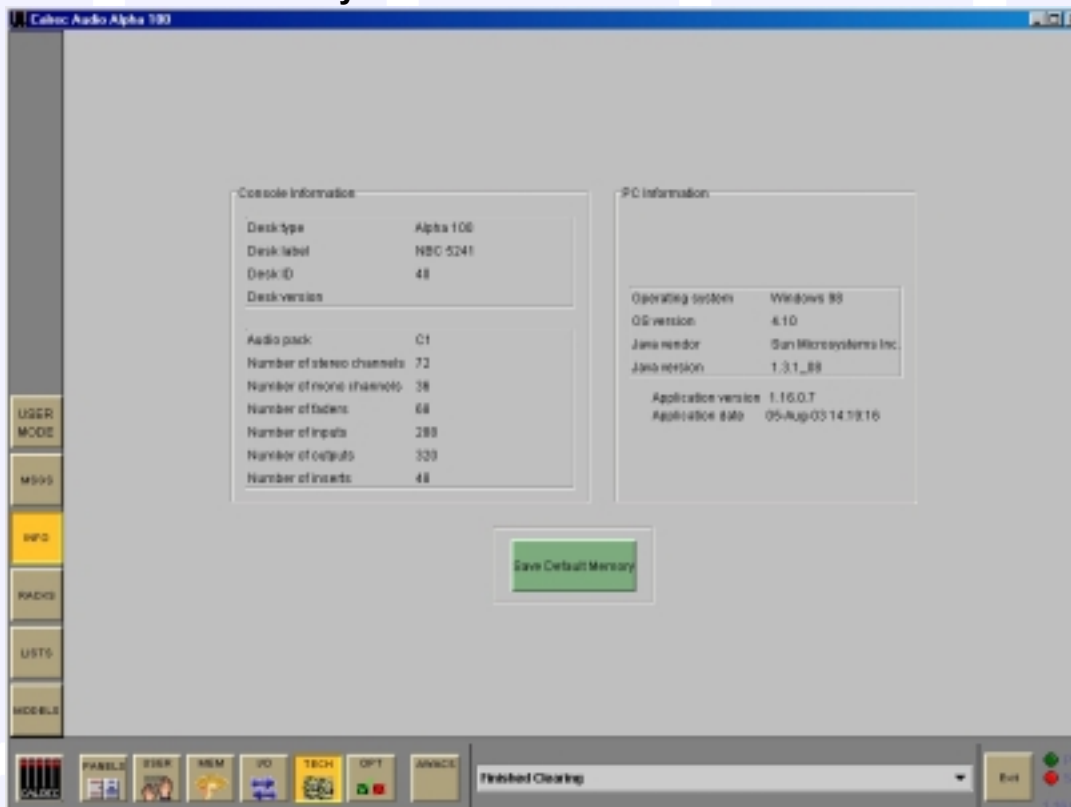 Calrec Audio Alpha 100
Console Information
Desk type Alpha 100
Desk label NBC 5241
Desk ID 48
Desk version
Audio pack C1
Number of stereo channels 72
Number of mono channels 36
Number of faders 68
Number of inputs 288
Number of outputs 320
Number of inserts 48
PC Information
Operating system Windows 98
OS version 4.10
Java vendor Sun Microsystems Inc.
Java version 1.3.1_08
Application version 1.16.0.T
Application date 05-Aug-03 14:19:16
Save Default Memory
USER MODE
MSGS
INFO
RACKS
LISTS
MODELS
CALREC
PANELS
USER
MEM
I/O
TECH
OPT
AWACS
Finished Clearing
Exit